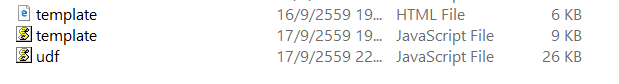 template 16/9/2559 19... HTML File 6 KB
template 17/9/2559 19... JavaScript File 9 KB
udf 17/9/2559 22... JavaScript File 26 KB